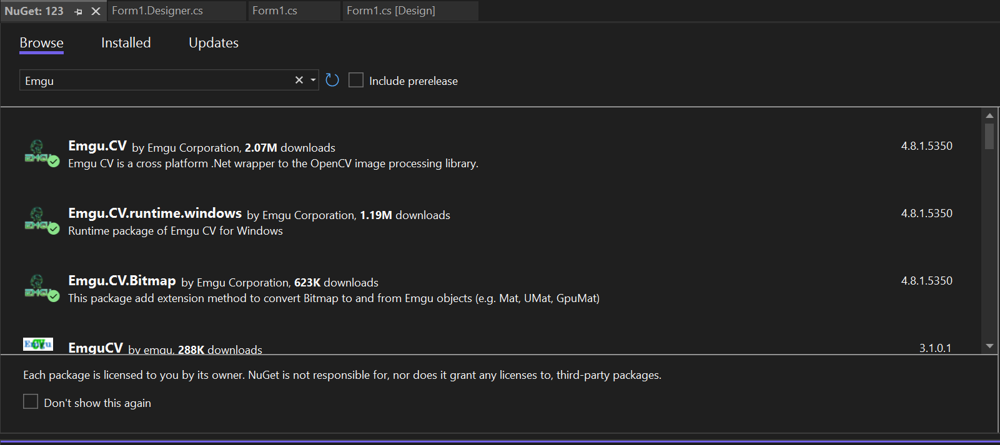 NuGet: 123 Form1.Designer.cs Form1.cs Form1.cs [Design]
Browse Installed Updates
Emgu Include prerelease
EMGU
Emgu.CV by Emgu Corporation, 2.07M downloads 4.8.1.5350
Emgu CV is a cross platform .Net wrapper to the OpenCV image processing library.
EMGU
Emgu.CV.runtime.windows by Emgu Corporation, 1.19M downloads 4.8.1.5350
Runtime package of Emgu CV for Windows
EMGU
Emgu.CV.Bitmap by Emgu Corporation, 623K downloads 4.8.1.5350
This package add extension method to convert Bitmap to and from Emgu objects (e.g. Mat, UMat, GpuMat)
Emgu
EmguCV by emgu, 288K downloads 3.1.0.1
Each package is licensed to you by its owner. NuGet is not responsible for, nor does it grant any licenses to, third-party packages.
Don't show this again